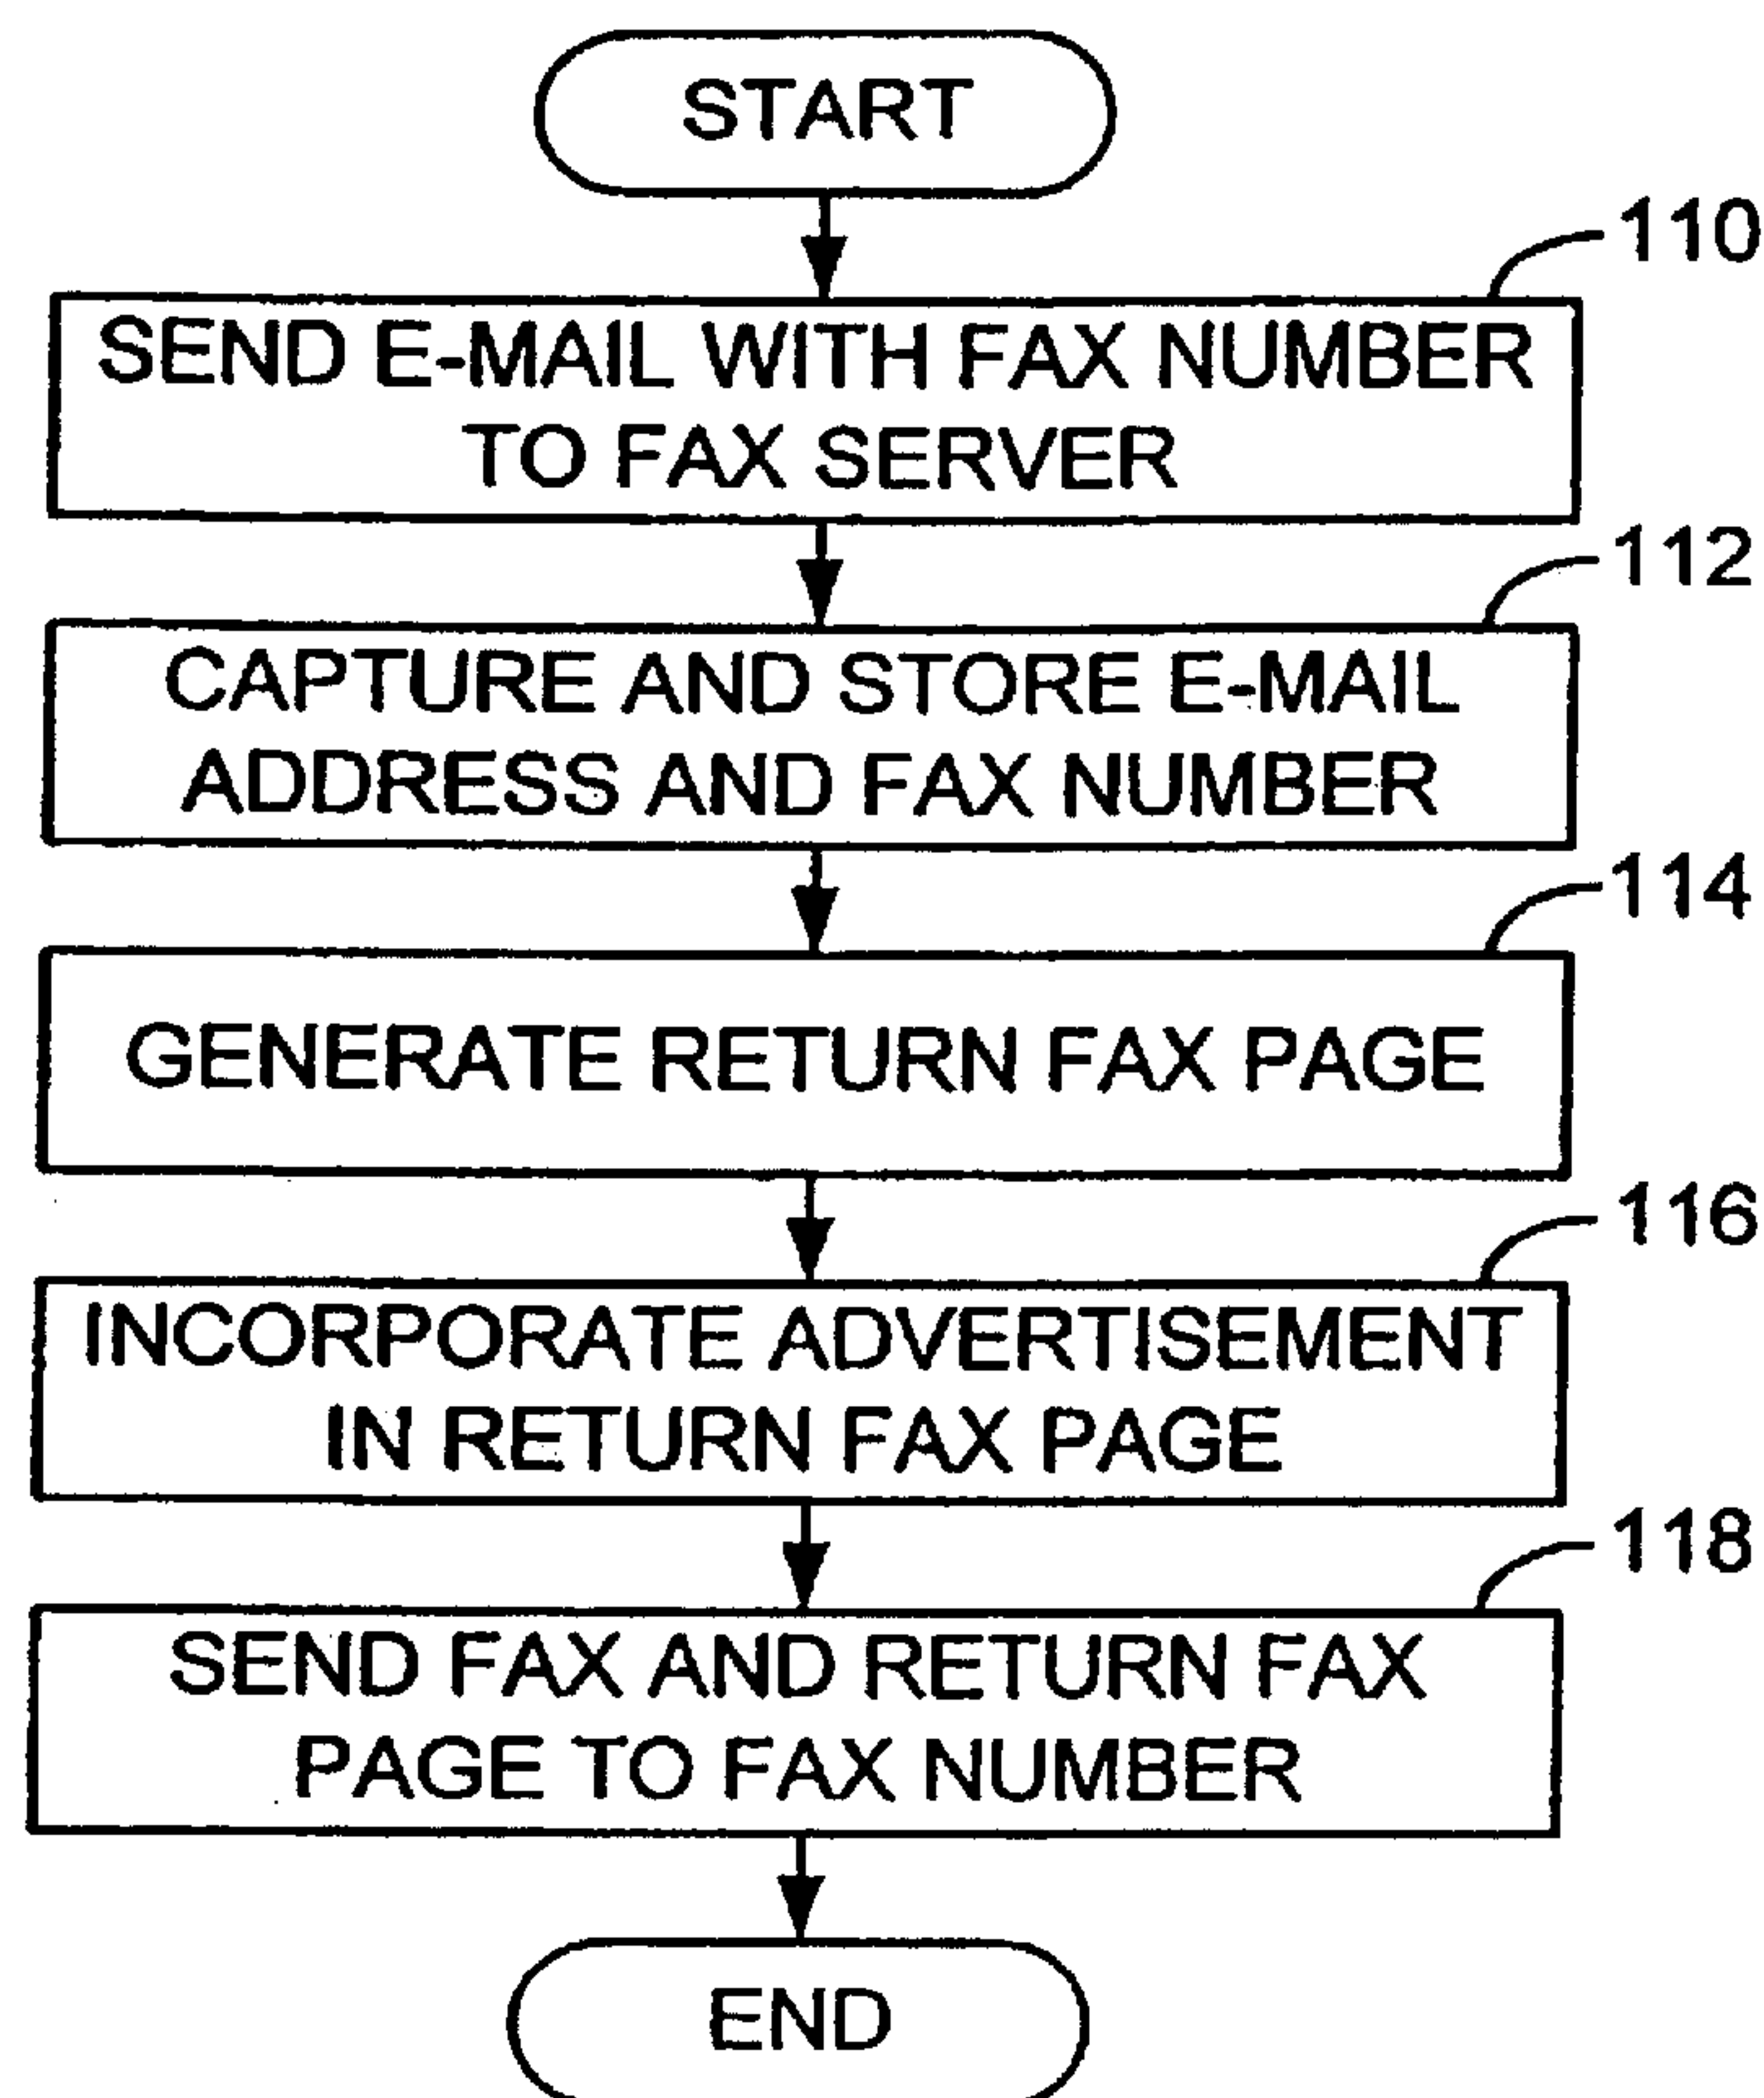 START
110
SEND E-MAIL WITH FAX NUMBER
TO FAX SERVER
112
CAPTURE AND STORE E-MAIL
ADDRESS AND FAX NUMBER
114
GENERATE RETURN FAX PAGE
116
INCORPORATE ADVERTISEMENT
IN RETURN FAX PAGE
118
SEND FAX AND RETURN FAX
PAGE TO FAX NUMBER
END